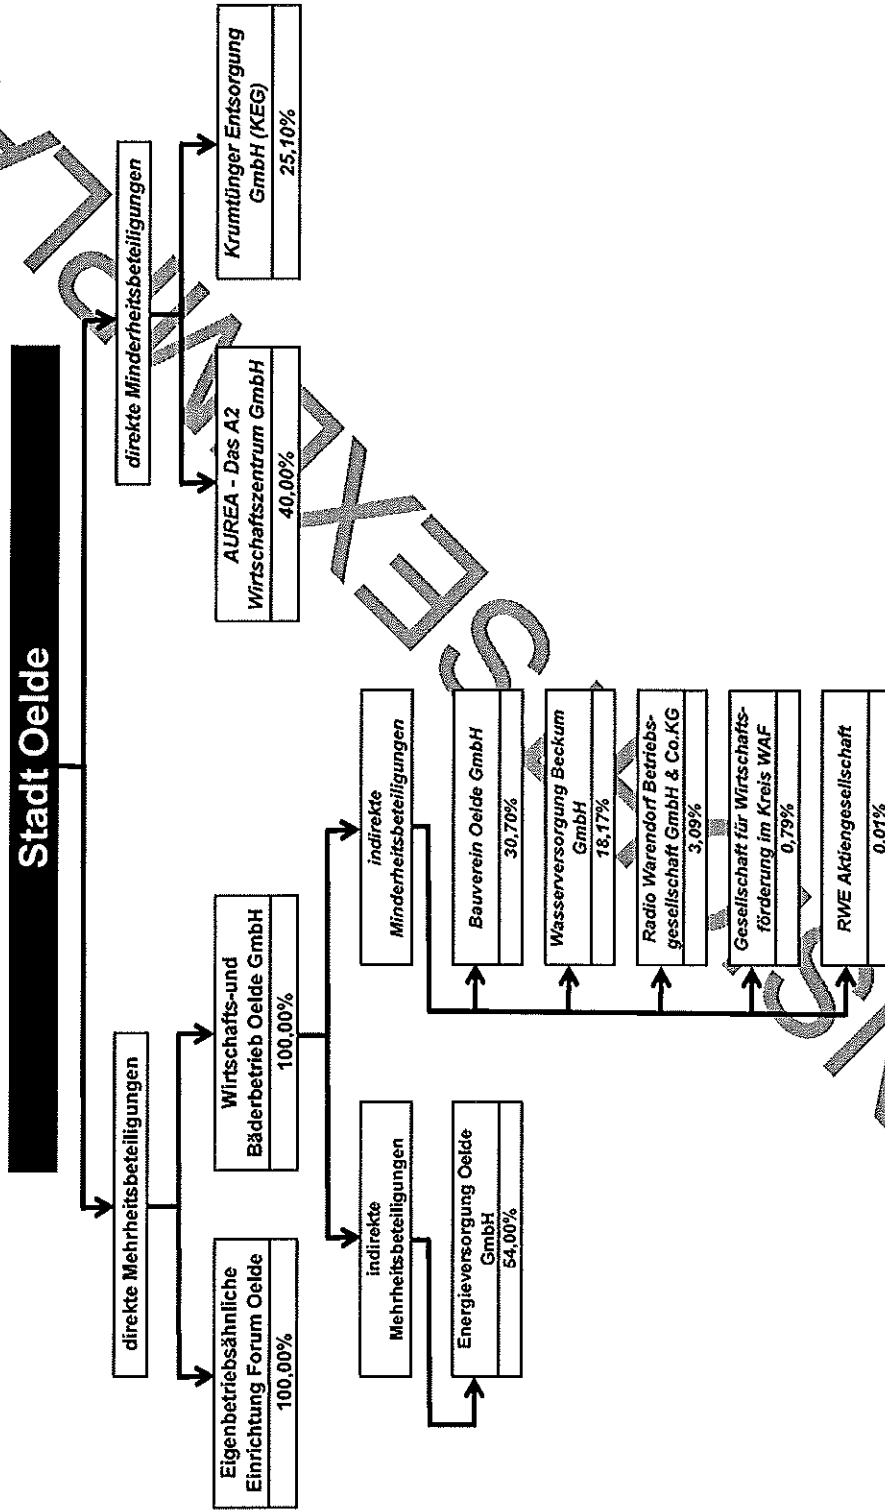 Stadt Oelde
direkte Mehrheitsbeteiligungen
direkte Minderheitsbeteiligungen
Eigenbetriebsähnliche
Einrichtung Forum Oelde
100,00%
Wirtschafts-und
Bäderbetrieb Oelde GmbH
100,00%
AUREA - Das A2
Wirtschaftszentrum GmbH
40,00%
Krumtünger Entsorgung
GmbH (KEG)
25,10%
indirekte
Mehrheitsbeteiligungen
Energieversorgung Oelde
GmbH
54,00%
indirekte
Minderheitsbeteiligungen
Bauverein Oelde GmbH
30,70%
Wasserversorgung Beckum
GmbH
18,17%
Radio Warendorf Betriebs-
gesellschaft GmbH & Co.KG
3,09%
Gesellschaft für Wirtschafts-
förderung im Kreis WAF
0,79%
RWE Aktiengesellschaft
0,01%